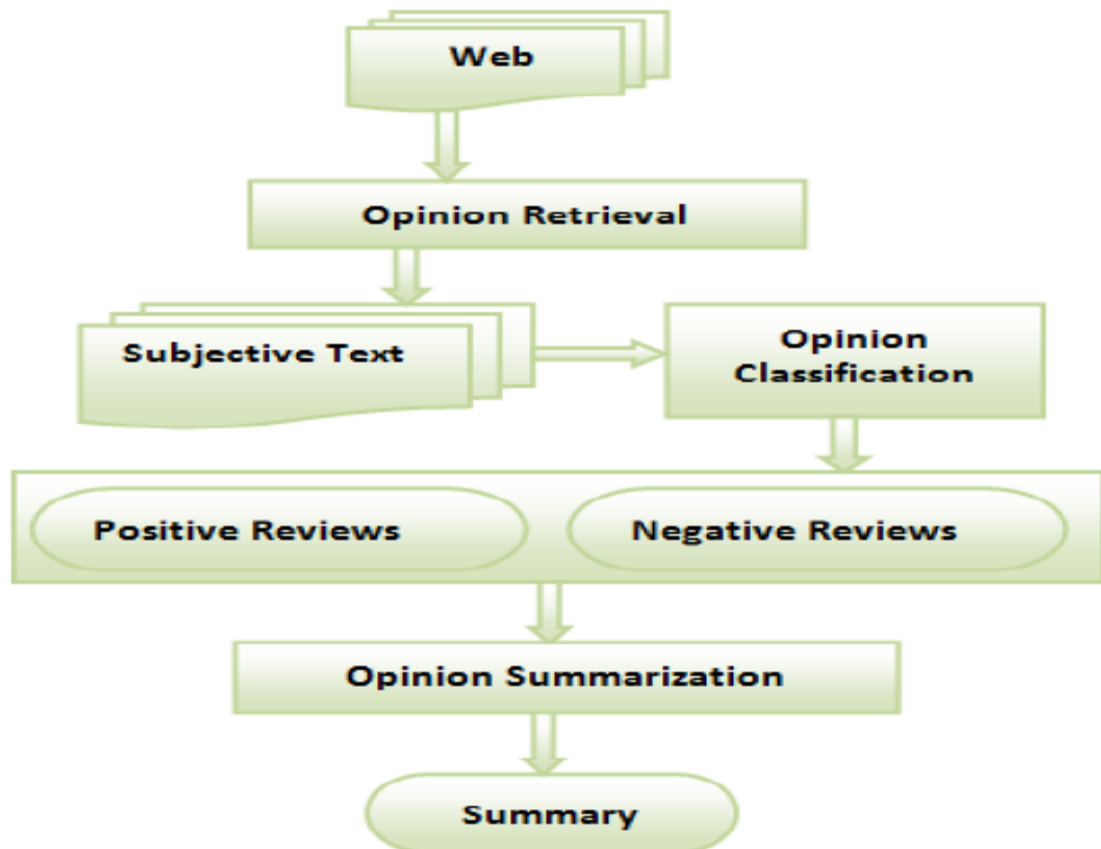 Web
Opinion Retrieval
Subjective Text
Opinion
Classification
Positive Reviews
Negative Reviews
Opinion Summarization
Summary